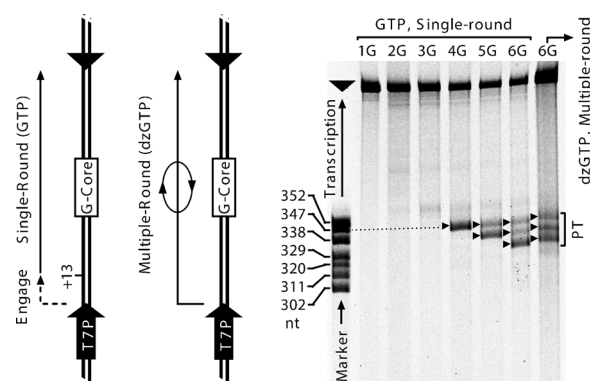 Single-Round (GTP)
Engage
+13
G-Core
T7P
Multiple-Round (dzGTP)
G-Core
T7P
GTP, Single-round
1G 2G 3G 4G 5G 6G 6G
dzGTP, Multiple-round
Transcription
352
347
338
329
320
311
302
nt
Marker
PT